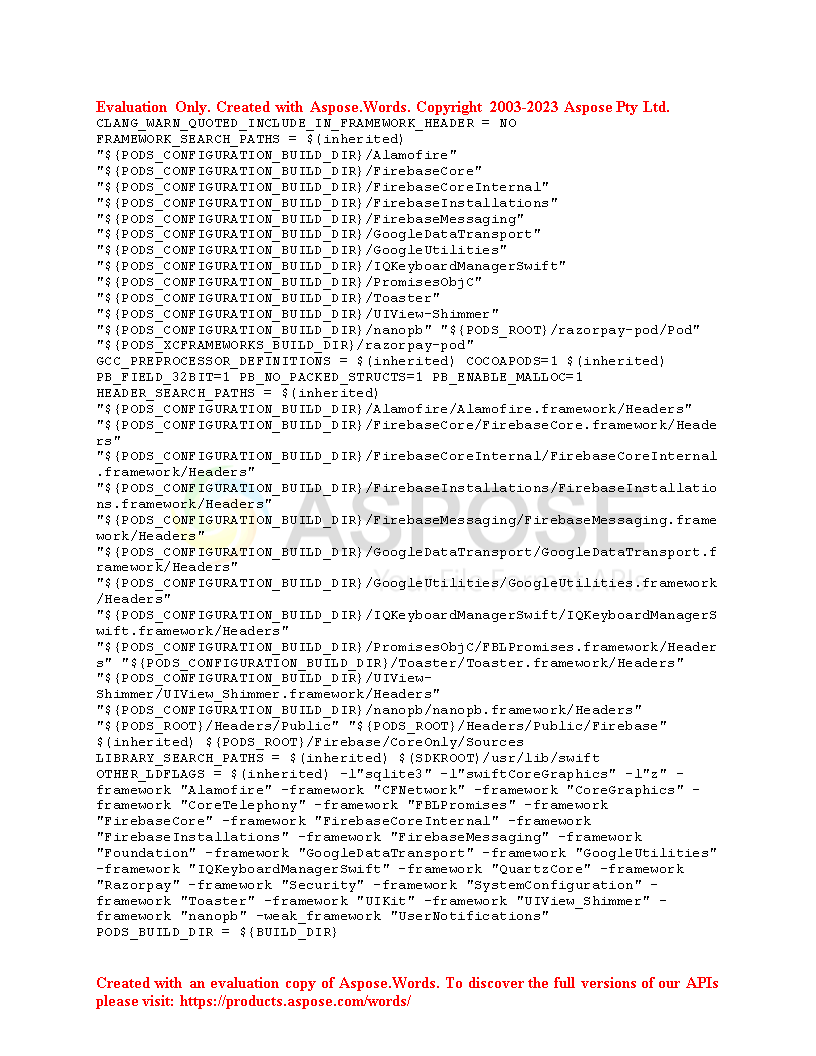 Evaluation Only. Created with Aspose.Words. Copyright 2003-2023 Aspose Pty Ltd.
CLANG_WARN_QUOTED_INCLUDE_IN_FRAMEWORK_HEADER = NO
FRAMEWORK_SEARCH_PATHS = $(inherited)
"${PODS_CONFIGURATION_BUILD_DIR}/Alamofire"
"${PODS_CONFIGURATION_BUILD_DIR}/FirebaseCore"
"${PODS_CONFIGURATION_BUILD_DIR}/FirebaseCoreInternal"
"${PODS_CONFIGURATION_BUILD_DIR}/FirebaseInstallations"
"${PODS_CONFIGURATION_BUILD_DIR}/FirebaseMessaging"
"${PODS_CONFIGURATION_BUILD_DIR}/GoogleDataTransport"
"${PODS_CONFIGURATION_BUILD_DIR}/GoogleUtilities"
"${PODS_CONFIGURATION_BUILD_DIR}/IQKeyboardManagerSwift"
"${PODS_CONFIGURATION_BUILD_DIR}/PromisesObjC"
"${PODS_CONFIGURATION_BUILD_DIR}/Toaster"
"${PODS_CONFIGURATION_BUILD_DIR}/UIView-Shimmer"
"${PODS_CONFIGURATION_BUILD_DIR}/nanopb" "${PODS_ROOT}/razorpay-pod/Pod"
"${PODS_XCFRAMEWORKS_BUILD_DIR}/razorpay-pod"
GCC_PREPROCESSOR_DEFINITIONS = $(inherited) COCOAPODS=1 $(inherited)
PB_FIELD_32BIT=1 PB_NO_PACKED_STRUCTS=1 PB_ENABLE_MALLOC=1
HEADER_SEARCH_PATHS = $(inherited)
"${PODS_CONFIGURATION_BUILD_DIR}/Alamofire/Alamofire.framework/Headers"
"${PODS_CONFIGURATION_BUILD_DIR}/FirebaseCore/FirebaseCore.framework/Heade
rs"
"${PODS_CONFIGURATION_BUILD_DIR}/FirebaseCoreInternal/FirebaseCoreInternal
.framework/Headers"
"${PODS_CONFIGURATION_BUILD_DIR}/FirebaseInstallations/FirebaseInstallatio
ns.framework/Headers"
"${PODS_CONFIGURATION_BUILD_DIR}/FirebaseMessaging/FirebaseMessaging.frame
work/Headers"
"${PODS_CONFIGURATION_BUILD_DIR}/GoogleDataTransport/GoogleDataTransport.f
ramework/Headers"
"${PODS_CONFIGURATION_BUILD_DIR}/GoogleUtilities/GoogleUtilities.framework
/Headers"
"${PODS_CONFIGURATION_BUILD_DIR}/IQKeyboardManagerSwift/IQKeyboardManagerS
wift.framework/Headers"
"${PODS_CONFIGURATION_BUILD_DIR}/PromisesObjC/FBLPromises.framework/Header
s" "${PODS_CONFIGURATION_BUILD_DIR}/Toaster/Toaster.framework/Headers"
"${PODS_CONFIGURATION_BUILD_DIR}/UIView-
Shimmer/UIView_Shimmer.framework/Headers"
"${PODS_CONFIGURATION_BUILD_DIR}/nanopb/nanopb.framework/Headers"
"${PODS_ROOT}/Headers/Public" "${PODS_ROOT}/Headers/Public/Firebase"
$(inherited) ${PODS_ROOT}/Firebase/CoreOnly/Sources
LIBRARY_SEARCH_PATHS = $(inherited) $(SDKROOT)/usr/lib/swift
OTHER_LDFLAGS = $(inherited) -l"sqlite3" -l"swiftCoreGraphics" -l"z" -
framework "Alamofire" -framework "CFNetwork" -framework "CoreGraphics" -
framework "CoreTelephony" -framework "FBLPromises" -framework
"FirebaseCore" -framework "FirebaseCoreInternal" -framework
"FirebaseInstallations" -framework "FirebaseMessaging" -framework
"Foundation" -framework "GoogleDataTransport" -framework "GoogleUtilities"
-framework "IQKeyboardManagerSwift" -framework "QuartzCore" -framework
"Razorpay" -framework "Security" -framework "SystemConfiguration" -
framework "Toaster" -framework "UIKit" -framework "UIView_Shimmer" -
framework "nanopb" -weak_framework "UserNotifications"
PODS_BUILD_DIR = ${BUILD_DIR}
ASPOSE
Your File Format APIs
Created with an evaluation copy of Aspose.Words. To discover the full versions of our APIs
please visit: https://products.aspose.com/words/